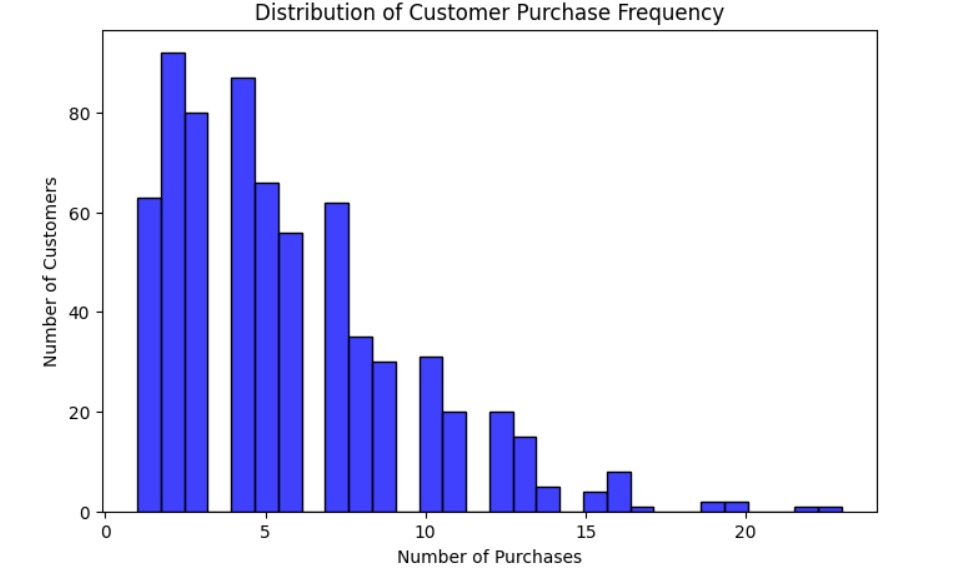 Distribution of Customer Purchase Frequency
Number of Customers
80
60
40
20
0
0 5 10 15 20
Number of Purchases